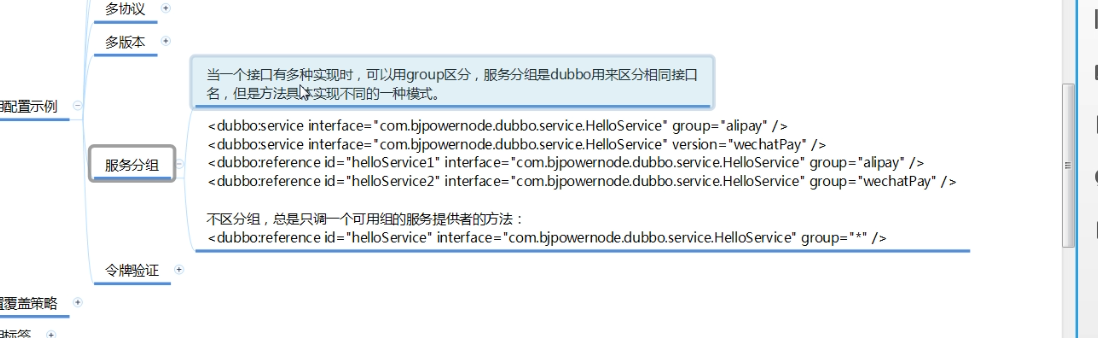 多协议
多版本
当一个接口有多种实现时，可以用group区分，服务分组是dubbo用来区分相同接口
名，但是方法具体实现不同的一种模式。
配置示例
<dubbo:service interface="com.bjpowernode.dubbo.service.HelloService" group="alipay" />
<dubbo:service interface="com.bjpowernode.dubbo.service.HelloService" version="wechatPay" />
服务分组
<dubbo:reference id="helloService1" interface="com.bjpowernode.dubbo.service.HelloService" group="alipay" />
<dubbo:reference id="helloService2" interface="com.bjpowernode.dubbo.service.HelloService" group="wechatPay" />
不区分组，总是只调一个可用组的服务提供者的方法：
<dubbo:reference id="helloService" interface="com.bjpowernode.dubbo.service.HelloService" group="*" />
令牌验证
覆盖策略
标签